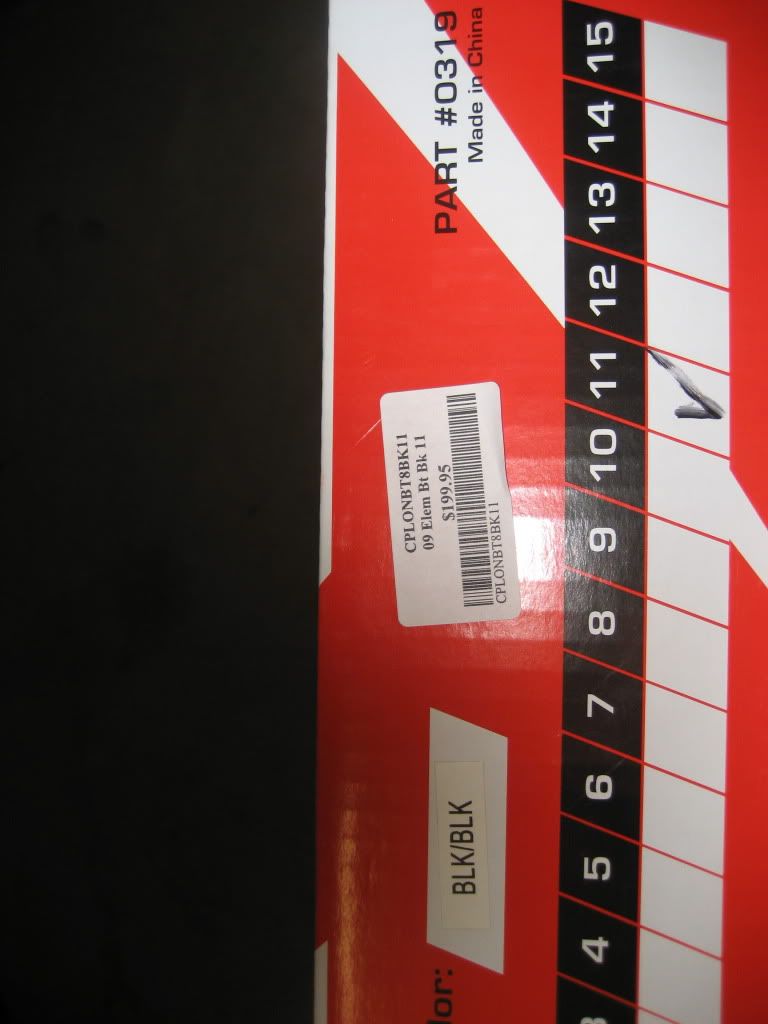 PART #0319
Made in China
CPLONBT8BK11
09 Elem Bt Bk 11
$199.95
CPLONBT8BK11
BLK/BLK
4 5 6 7 8 9 10 11 12 13 14 15